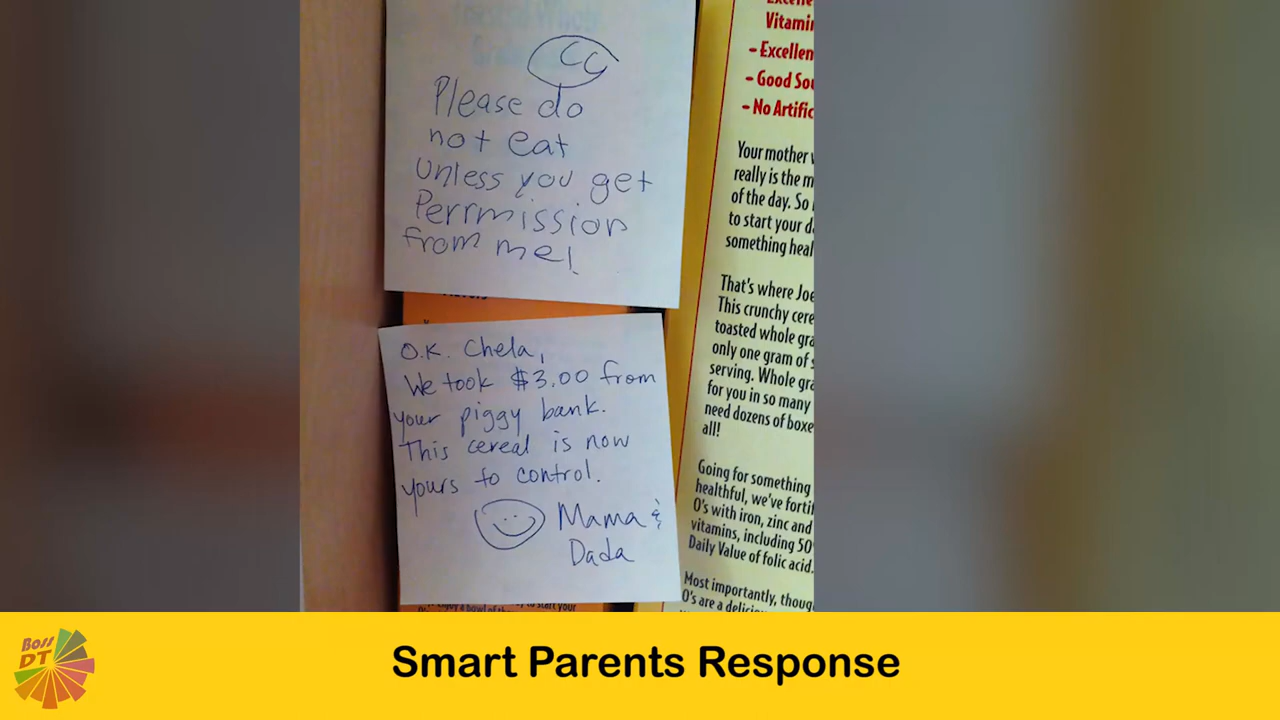 CC
Please do
not eat
Unless you get
Perrmission
from me!
O.K. Chela,
We took $3.00 from
your piggy bank.
This cereal is now
yours to control.
Mama &
Dada
Vitami
- Excellen
- Good Sou
- No Artific
Your mother
really is the m
of the day. So
to start your d
something heal
That's where Joe
This crunchy cere
toasted whole gra
only one gram of
serving. Whole gra
for you in so many
need dozens of boxe
all!
Going for something
healthful, we've fortif
O's with iron, zinc and
vitamins, including 50
Daily Value of folic acid.
Most importantly, thoug
O's are a delicio
Boss
DT
Smart Parents Response